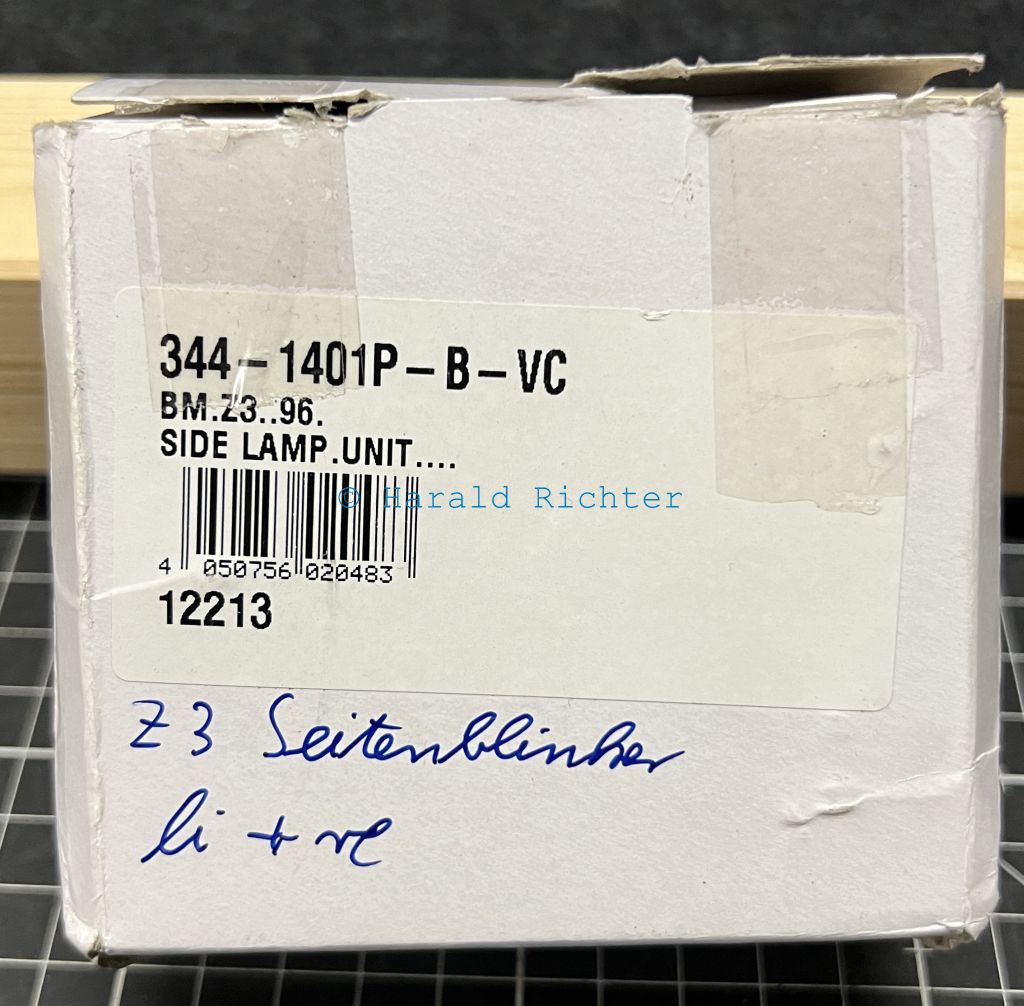 344-1401P-B-VC
BM.Z3..96.
SIDE LAMP.UNIT....
© Harald Richter
4 050756 020483
12213
Z3 Seitenblinker
li + re